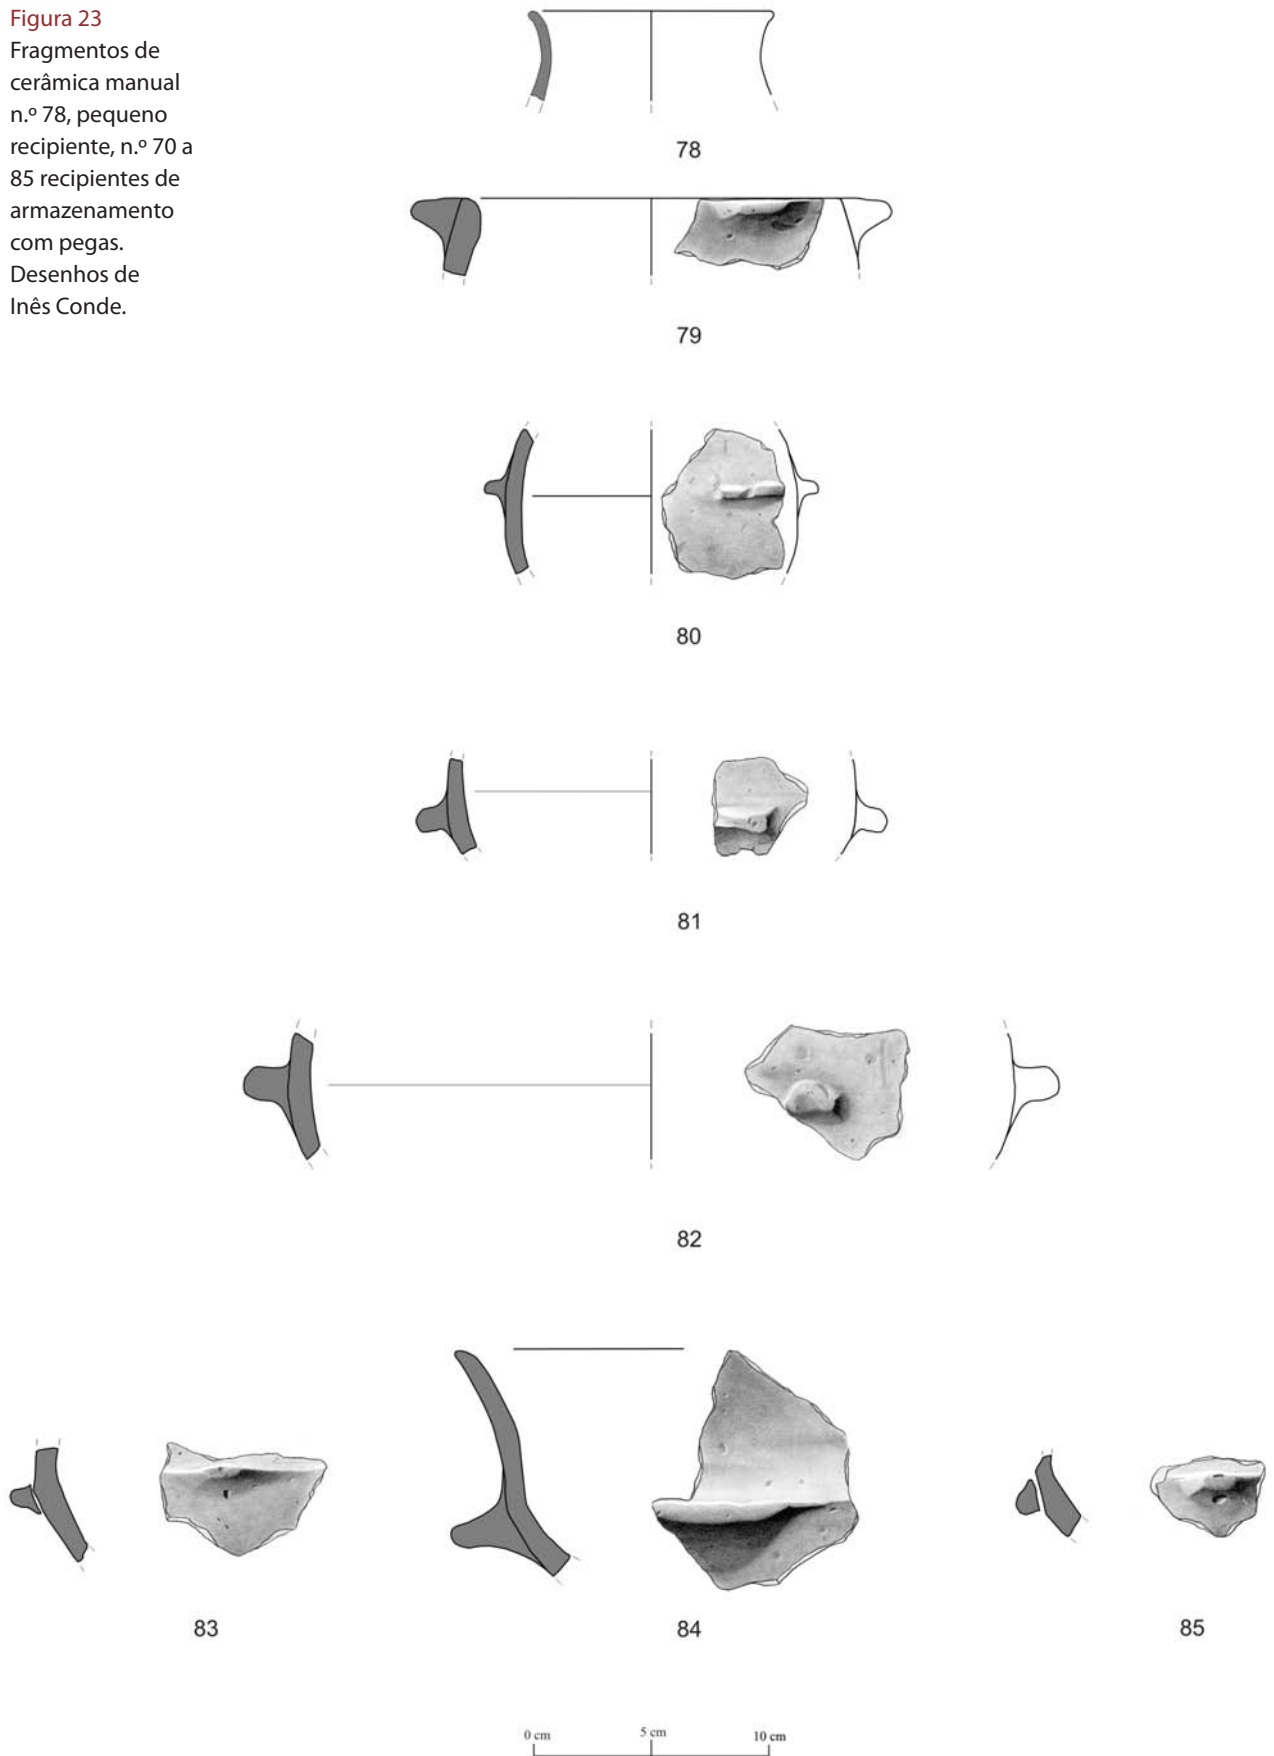 Figura 23
Fragmentos de
cerâmica manual
n.º 78, pequeno
recipiente, n.º 70 a
85 recipientes de
armazenamento
com pegas.
Desenhos de
Inês Conde.
78
79
80
81
82
83 84 85
0 cm 5 cm 10 cm